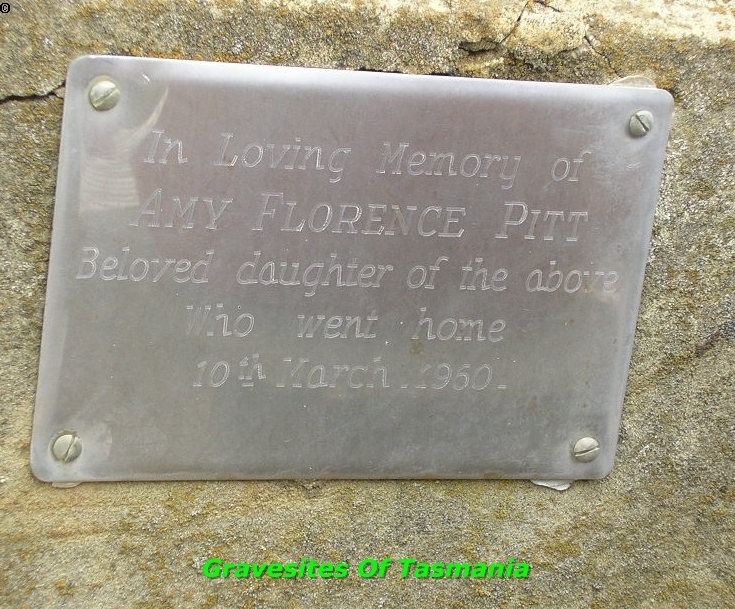 ©
In Loving Memory of
AMY FLORENCE PITT
Beloved daughter of the above
Who went home
10th March. 1960.
Gravesites Of Tasmania